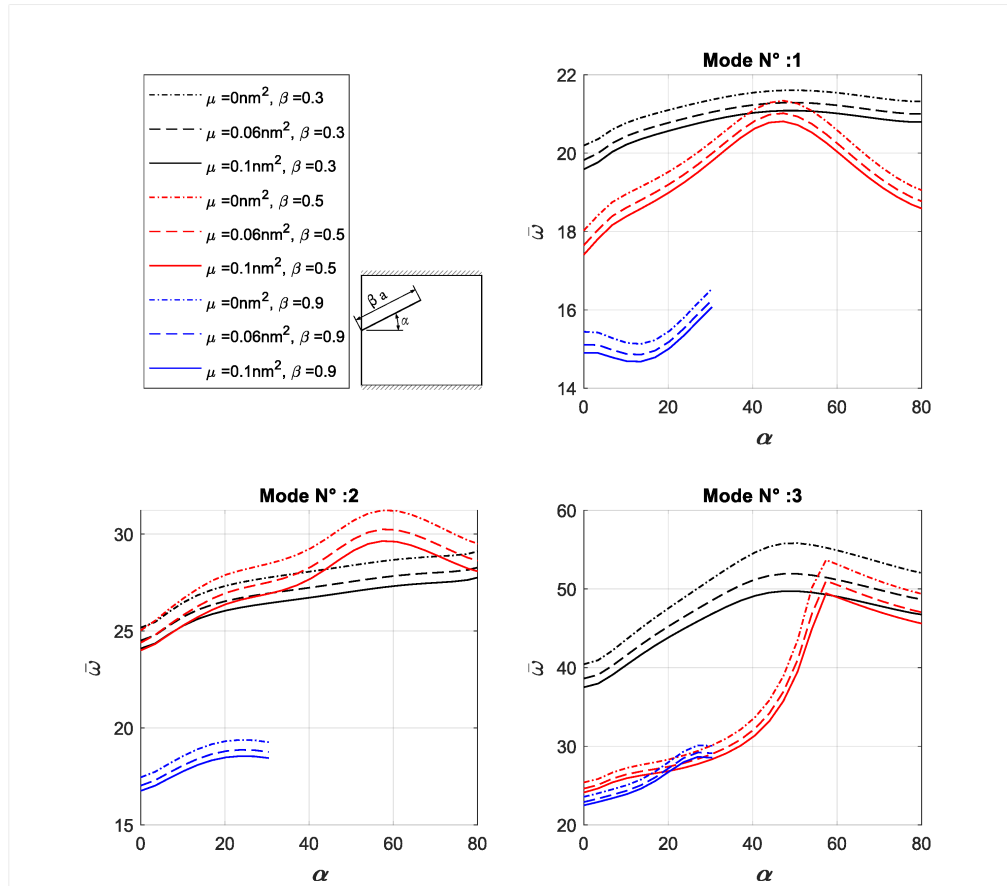 μ =0nm², β=0.3
μ =0.06nm², β=0.3
μ =0.1nm², β=0.3
μ =0nm², β=0.5
μ =0.06nm², β=0.5
μ =0.1nm², β=0.5
μ =0nm², β=0.9
μ =0.06nm², β=0.9
μ =0.1nm², β=0.9
β a
α
Mode N° :1
22
20
18
16
14
ω̄
0 20 40 60 80
α
Mode N° :2
30
25
20
15
ω̄
0 20 40 60 80
α
Mode N° :3
60
50
40
30
20
ω̄
0 20 40 60 80
α